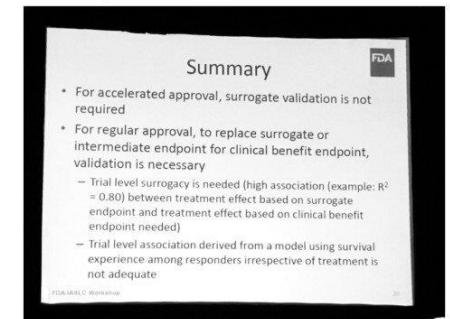 FDA
Summary
• For accelerated approval, surrogate validation is not
required
• For regular approval, to replace surrogate or
intermediate endpoint for clinical benefit endpoint,
validation is necessary
– Trial level surrogacy is needed (high association (example: R²
= 0.80) between treatment effect based on surrogate
endpoint and treatment effect based on clinical benefit
endpoint needed)
– Trial level association derived from a model using survival
experience among responders irrespective of treatment is
not adequate
FDA-IASLC Workshop